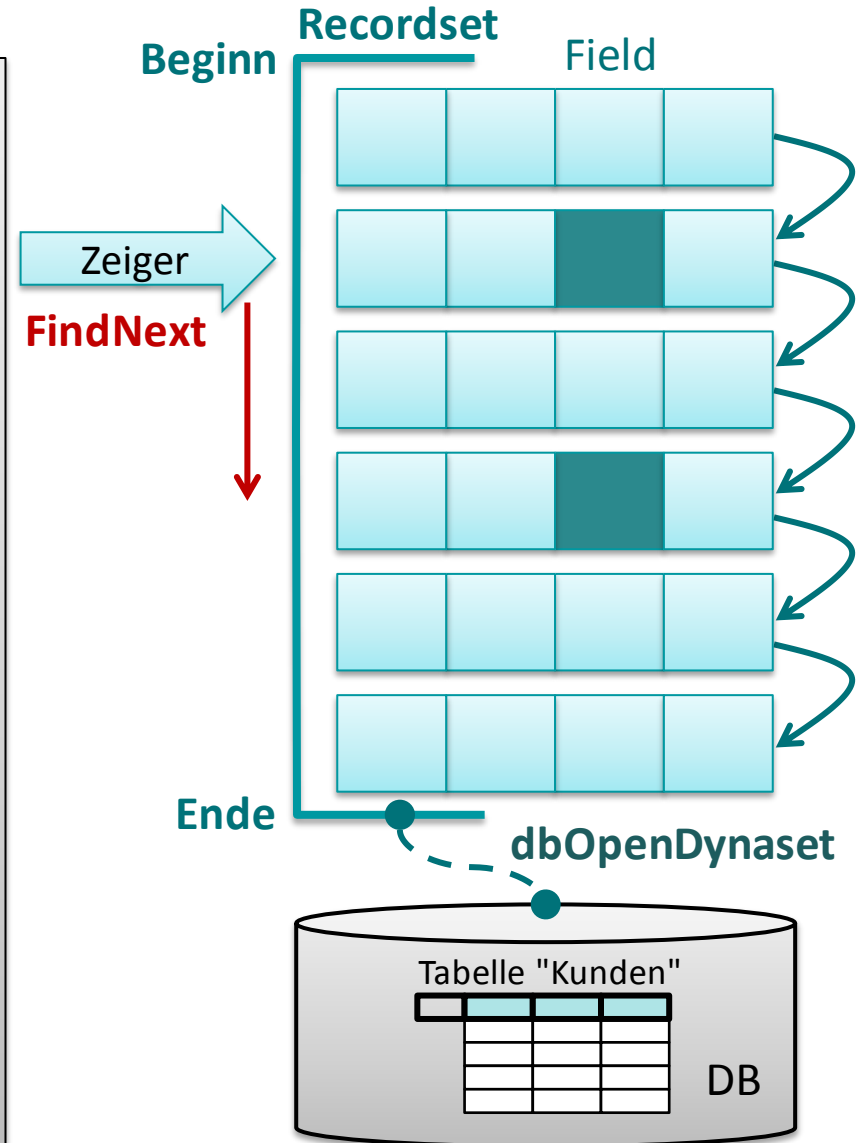 Recordset
Beginn
Field
Zeiger
FindNext
Ende
dbOpenDynaset
Tabelle "Kunden"
DB